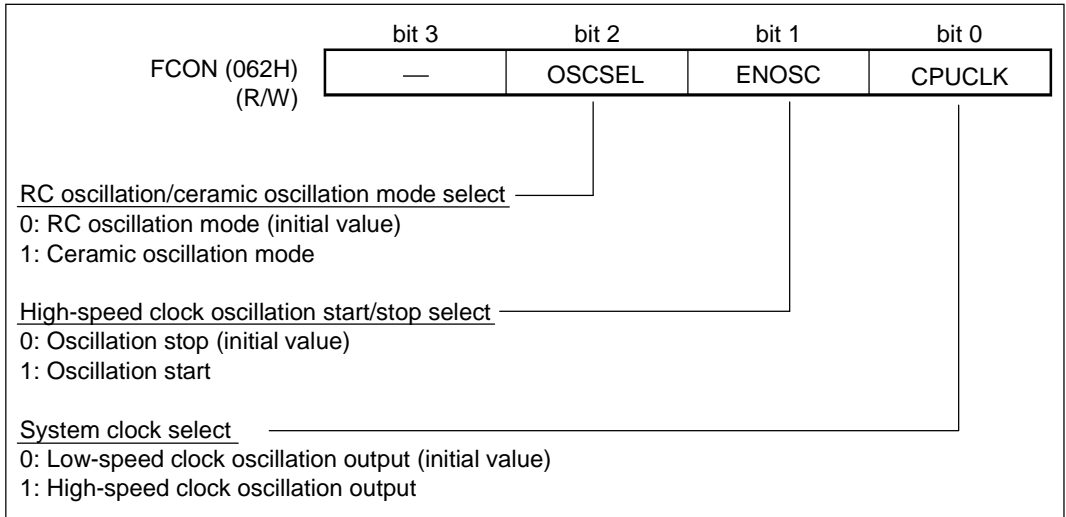 bit 3 bit 2 bit 1 bit 0
FCON (062H) — OSCSEL ENOSC CPUCLK
(R/W)
RC oscillation/ceramic oscillation mode select
0: RC oscillation mode (initial value)
1: Ceramic oscillation mode
High-speed clock oscillation start/stop select
0: Oscillation stop (initial value)
1: Oscillation start
System clock select
0: Low-speed clock oscillation output (initial value)
1: High-speed clock oscillation output